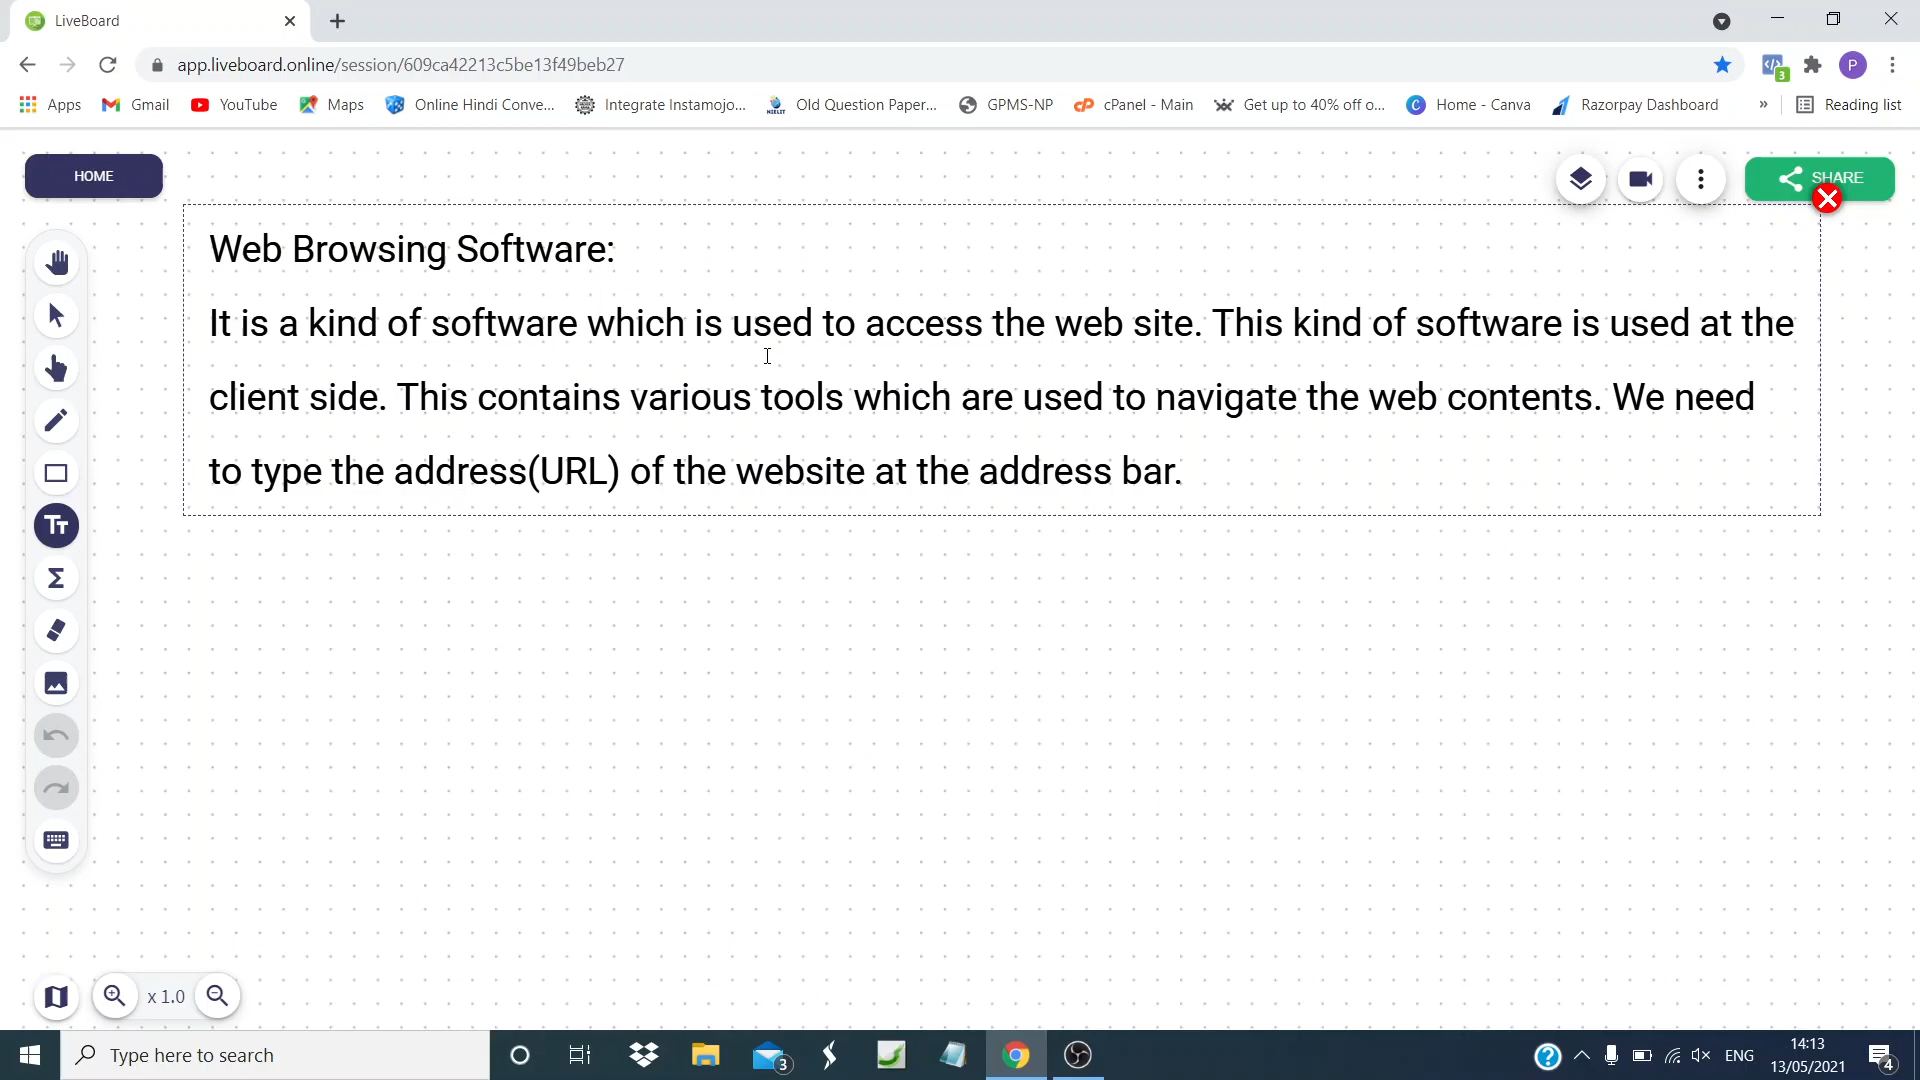 LiveBoard
app.liveboard.online/session/609ca42213c5be13f49beb27
3
P
Apps
Gmail
YouTube
Maps
Online Hindi Conve...
Integrate Instamojo...
Old Question Paper...
GPMS-NP
cPanel - Main
Get up to 40% off o...
Home - Canva
Razorpay Dashboard
»
Reading list
HOME
SHARE
Web Browsing Software:
It is a kind of software which is used to access the web site. This kind of software is used at the
client side. This contains various tools which are used to navigate the web contents. We need
to type the address(URL) of the website at the address bar.
x 1.0
Type here to search
3
ENG
14:13
13/05/2021
4